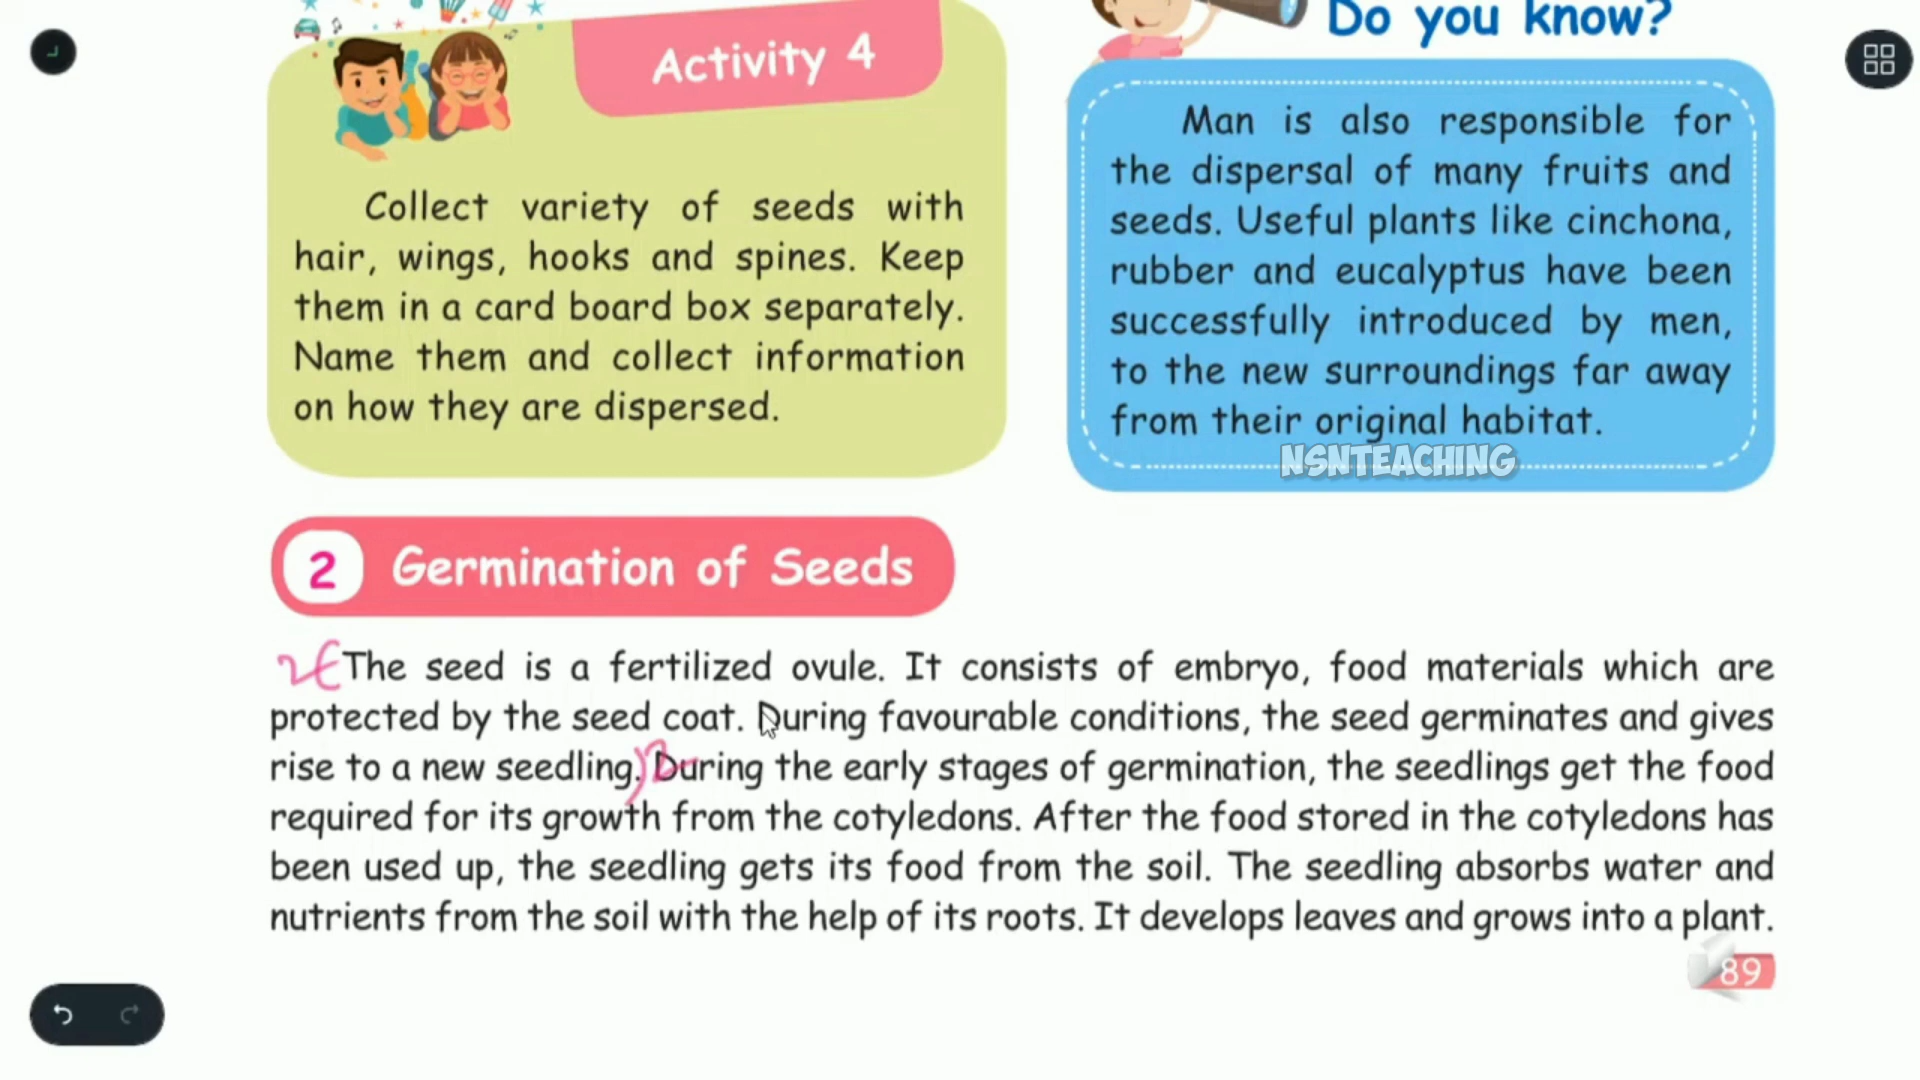 Activity 4
Collect variety of seeds with
hair, wings, hooks and spines. Keep
them in a card board box separately.
Name them and collect information
on how they are dispersed.
Do you know?
Man is also responsible for
the dispersal of many fruits and
seeds. Useful plants like cinchona,
rubber and eucalyptus have been
successfully introduced by men,
to the new surroundings far away
from their original habitat.
NSNTEACHING
2 Germination of Seeds
The seed is a fertilized ovule. It consists of embryo, food materials which are
protected by the seed coat. During favourable conditions, the seed germinates and gives
rise to a new seedling. During the early stages of germination, the seedlings get the food
required for its growth from the cotyledons. After the food stored in the cotyledons has
been used up, the seedling gets its food from the soil. The seedling absorbs water and
nutrients from the soil with the help of its roots. It develops leaves and grows into a plant.
89